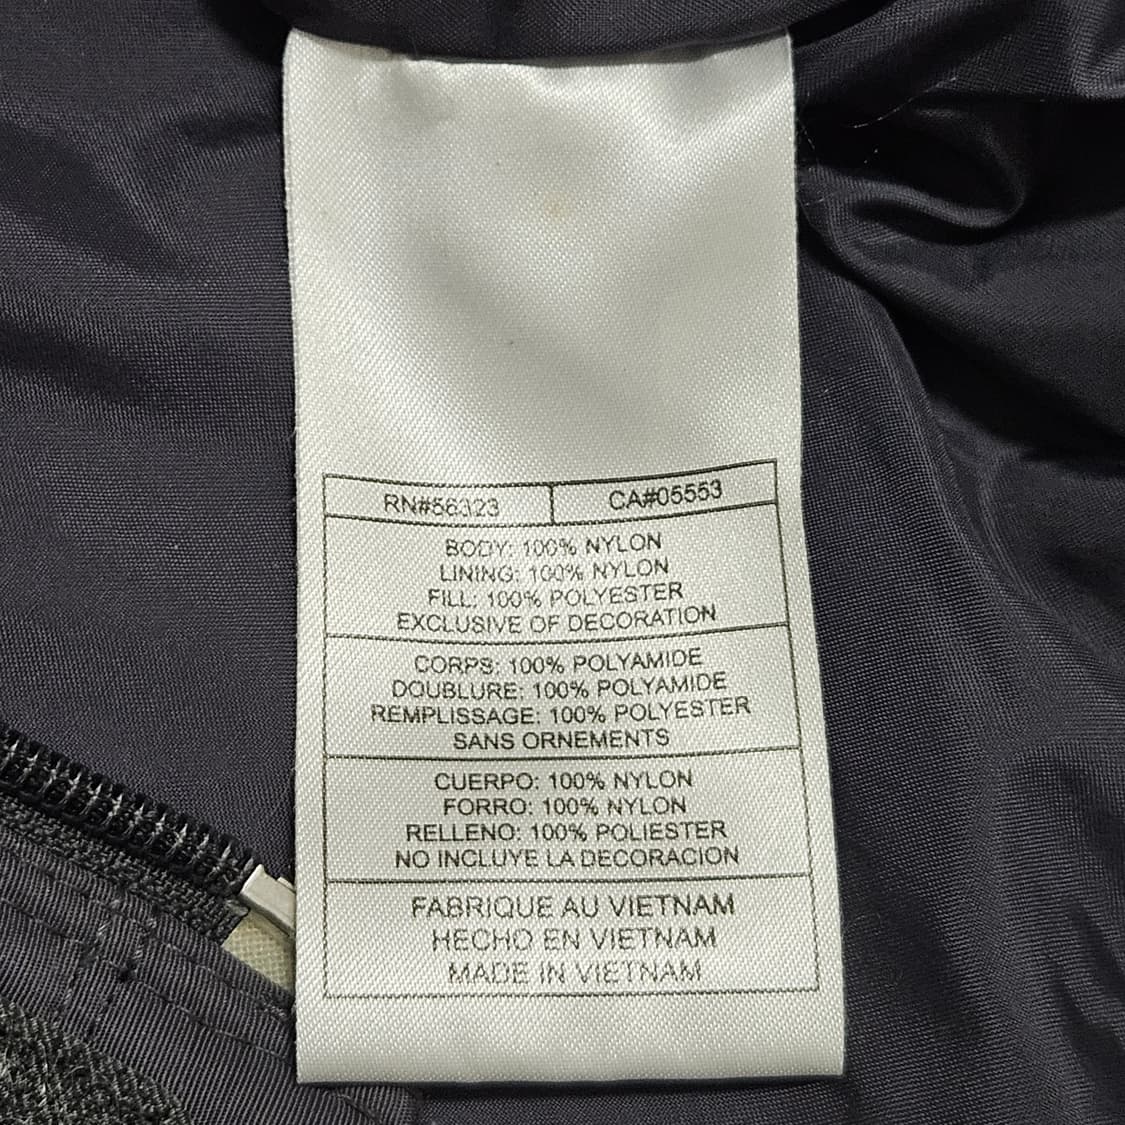 RN#56323 CA#05553
BODY: 100% NYLON
LINING: 100% NYLON
FILL: 100% POLYESTER
EXCLUSIVE OF DECORATION
CORPS: 100% POLYAMIDE
DOUBLURE: 100% POLYAMIDE
REMPLISSAGE: 100% POLYESTER
SANS ORNEMENTS
CUERPO: 100% NYLON
FORRO: 100% NYLON
RELLENO: 100% POLIESTER
NO INCLUYE LA DECORACION
FABRIQUE AU VIETNAM
HECHO EN VIETNAM
MADE IN VIETNAM